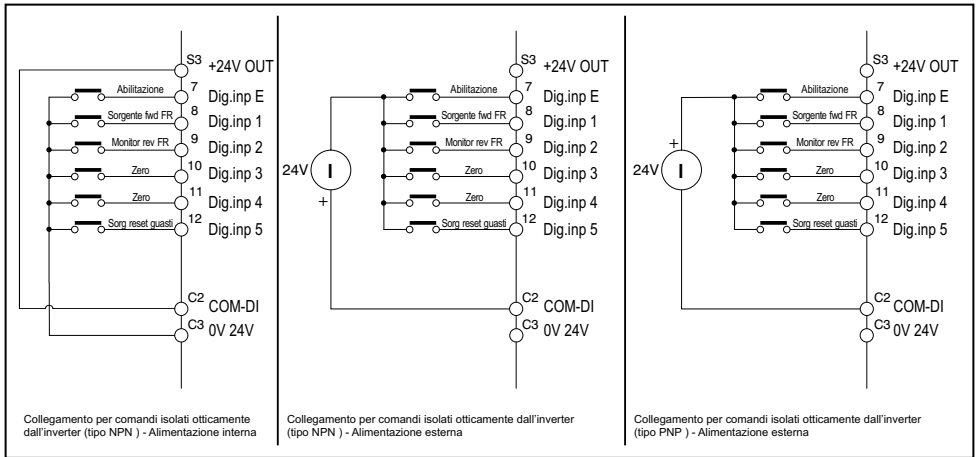 S3 +24V OUT
Abilitazione 7 Dig.inp E
Sorgente fwd FR 8 Dig.inp 1
Monitor rev FR 9 Dig.inp 2
Zero 10 Dig.inp 3
Zero 11 Dig.inp 4
Sorg reset guasti 12 Dig.inp 5
C2 COM-DI
C3 0V 24V
Collegamento per comandi isolati otticamente
dall'inverter (tipo NPN ) - Alimentazione interna
S3 +24V OUT
Abilitazione 7 Dig.inp E
Sorgente fwd FR 8 Dig.inp 1
Monitor rev FR 9 Dig.inp 2
24V I + Zero 10 Dig.inp 3
Zero 11 Dig.inp 4
Sorg reset guasti 12 Dig.inp 5
C2 COM-DI
C3 0V 24V
Collegamento per comandi isolati otticamente dall'inverter
(tipo NPN ) - Alimentazione esterna
S3 +24V OUT
Abilitazione 7 Dig.inp E
Sorgente fwd FR 8 Dig.inp 1
+ Monitor rev FR 9 Dig.inp 2
24V I Zero 10 Dig.inp 3
Zero 11 Dig.inp 4
Sorg reset guasti 12 Dig.inp 5
C2 COM-DI
C3 0V 24V
Collegamento per comandi isolati otticamente dall'inverter
(tipo PNP ) - Alimentazione esterna